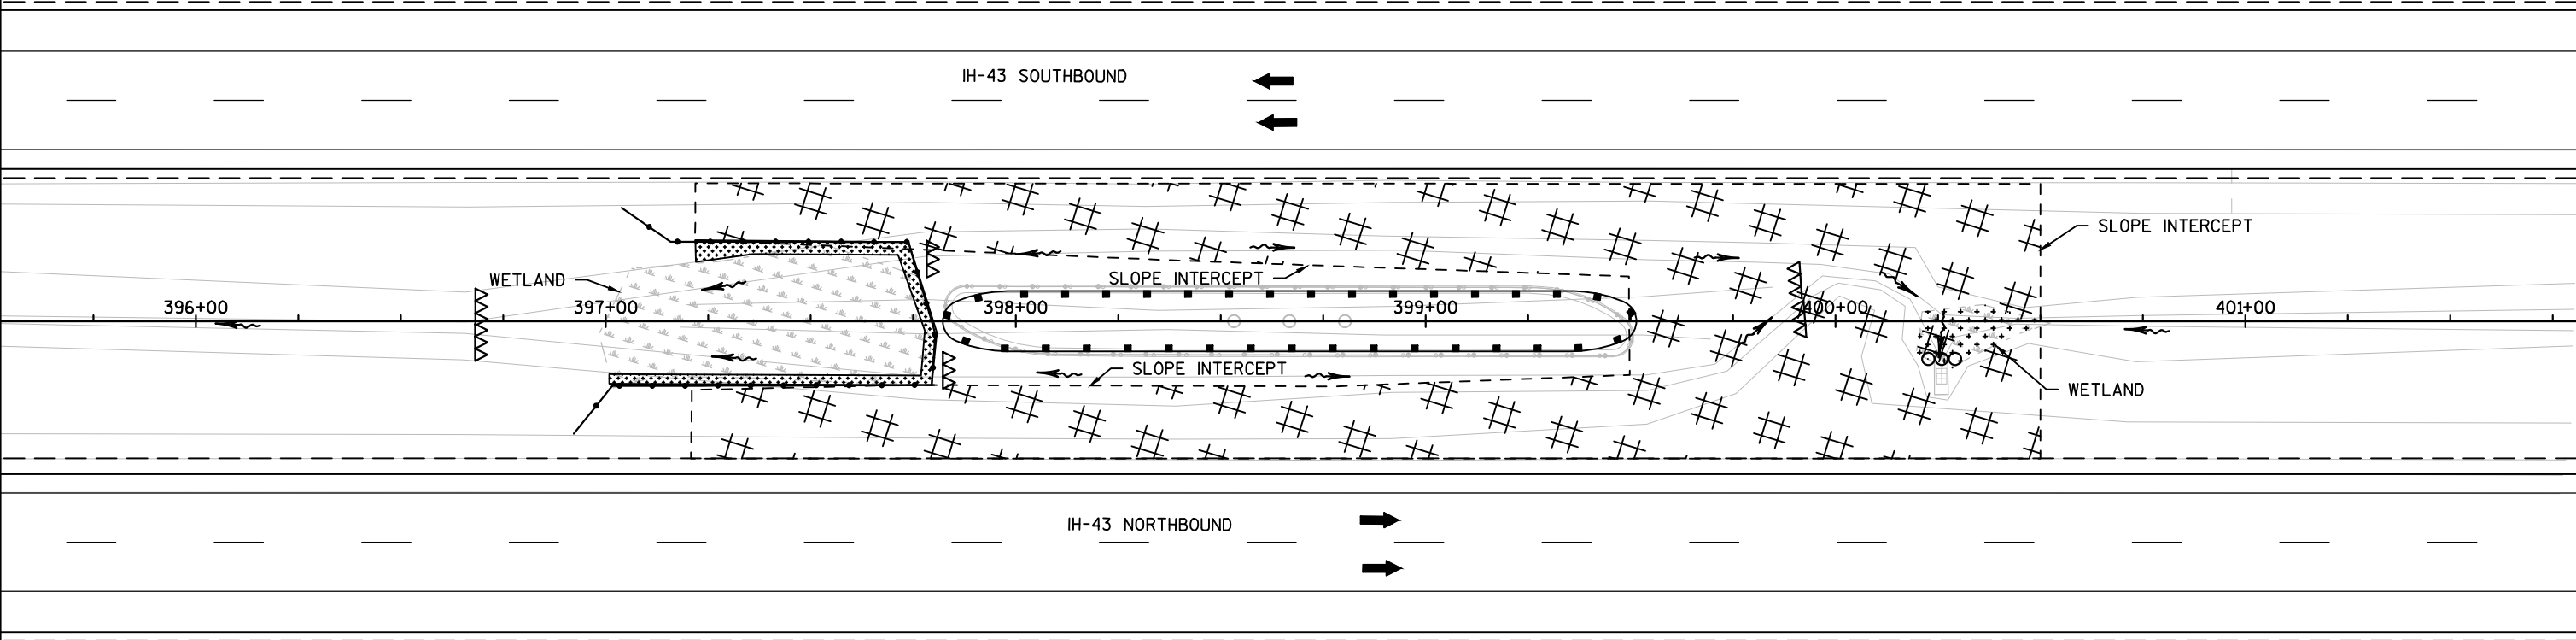 IH-43 SOUTHBOUND
SLOPE INTERCEPT
WETLAND
SLOPE INTERCEPT
396+00
397+00
398+00
399+00
400+00
401+00
SLOPE INTERCEPT
WETLAND
IH-43 NORTHBOUND